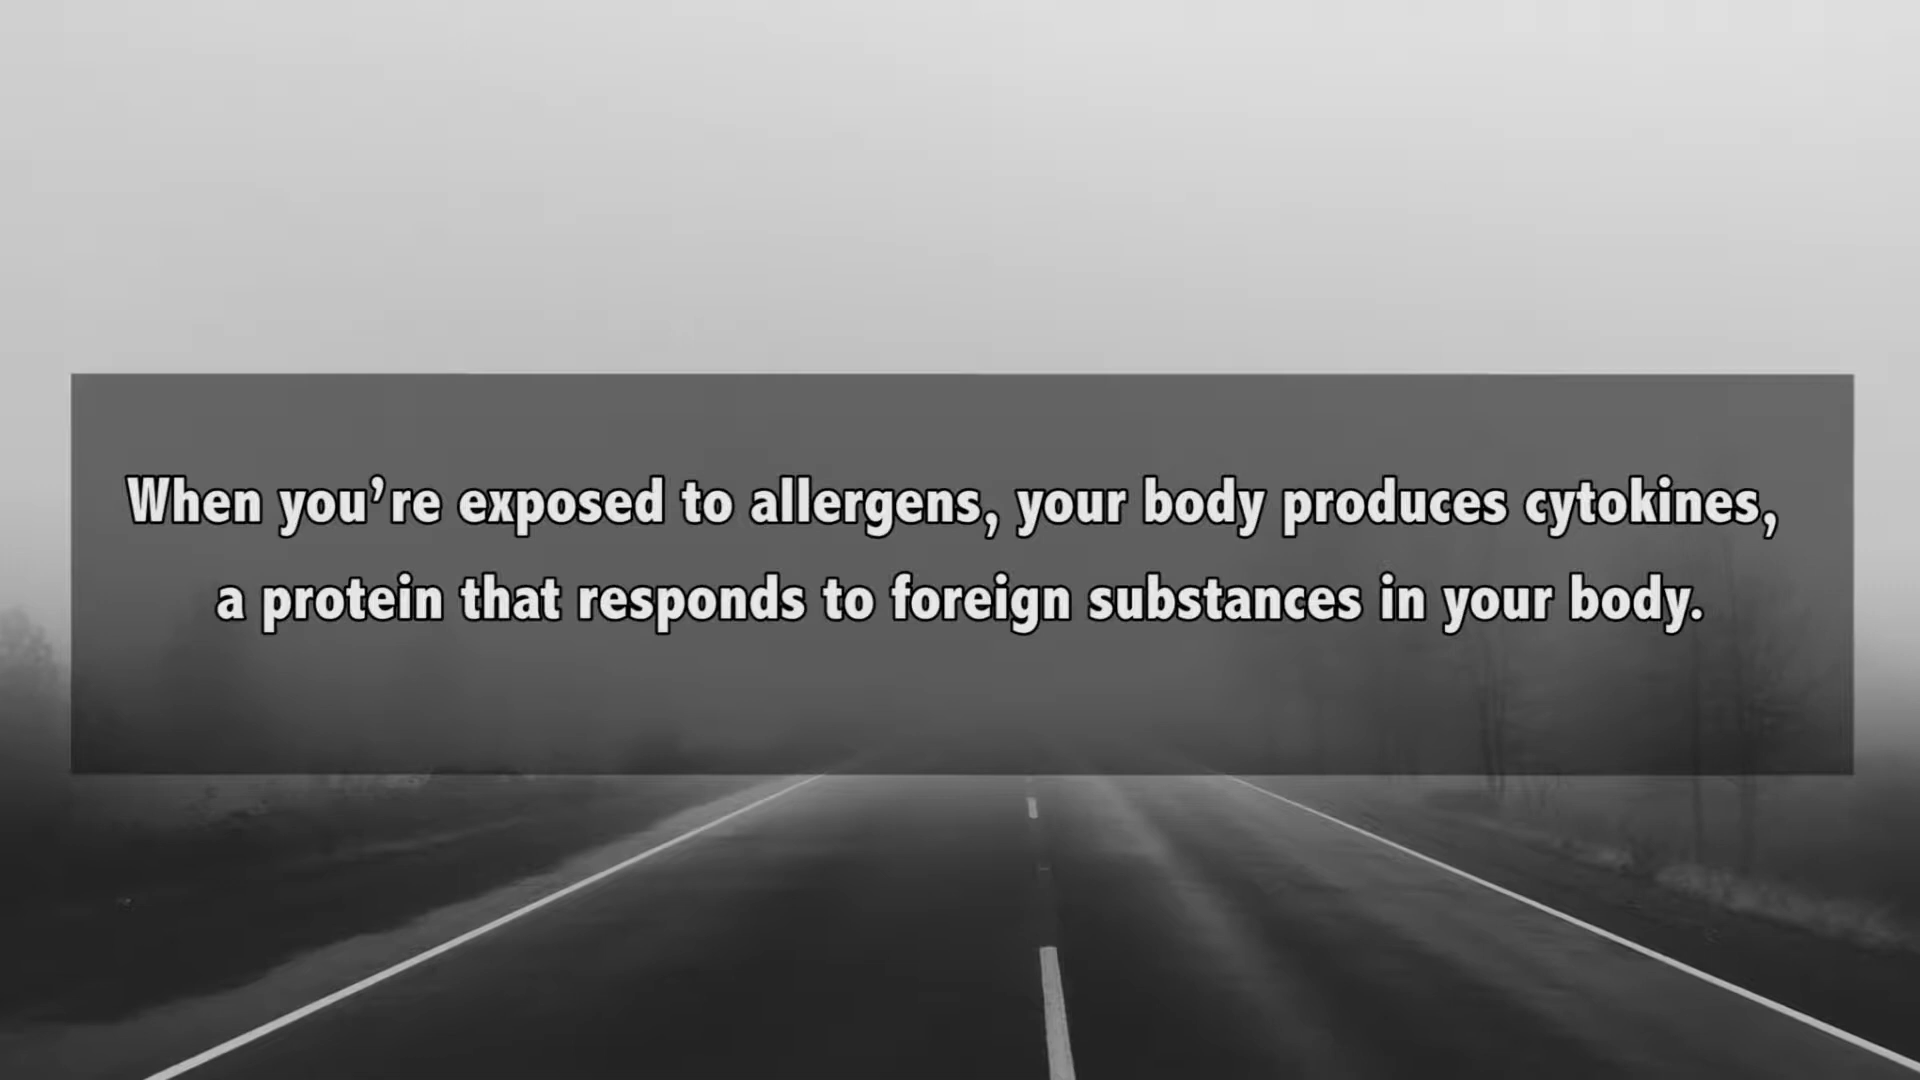 When you’re exposed to allergens, your body produces cytokines,
a protein that responds to foreign substances in your body.